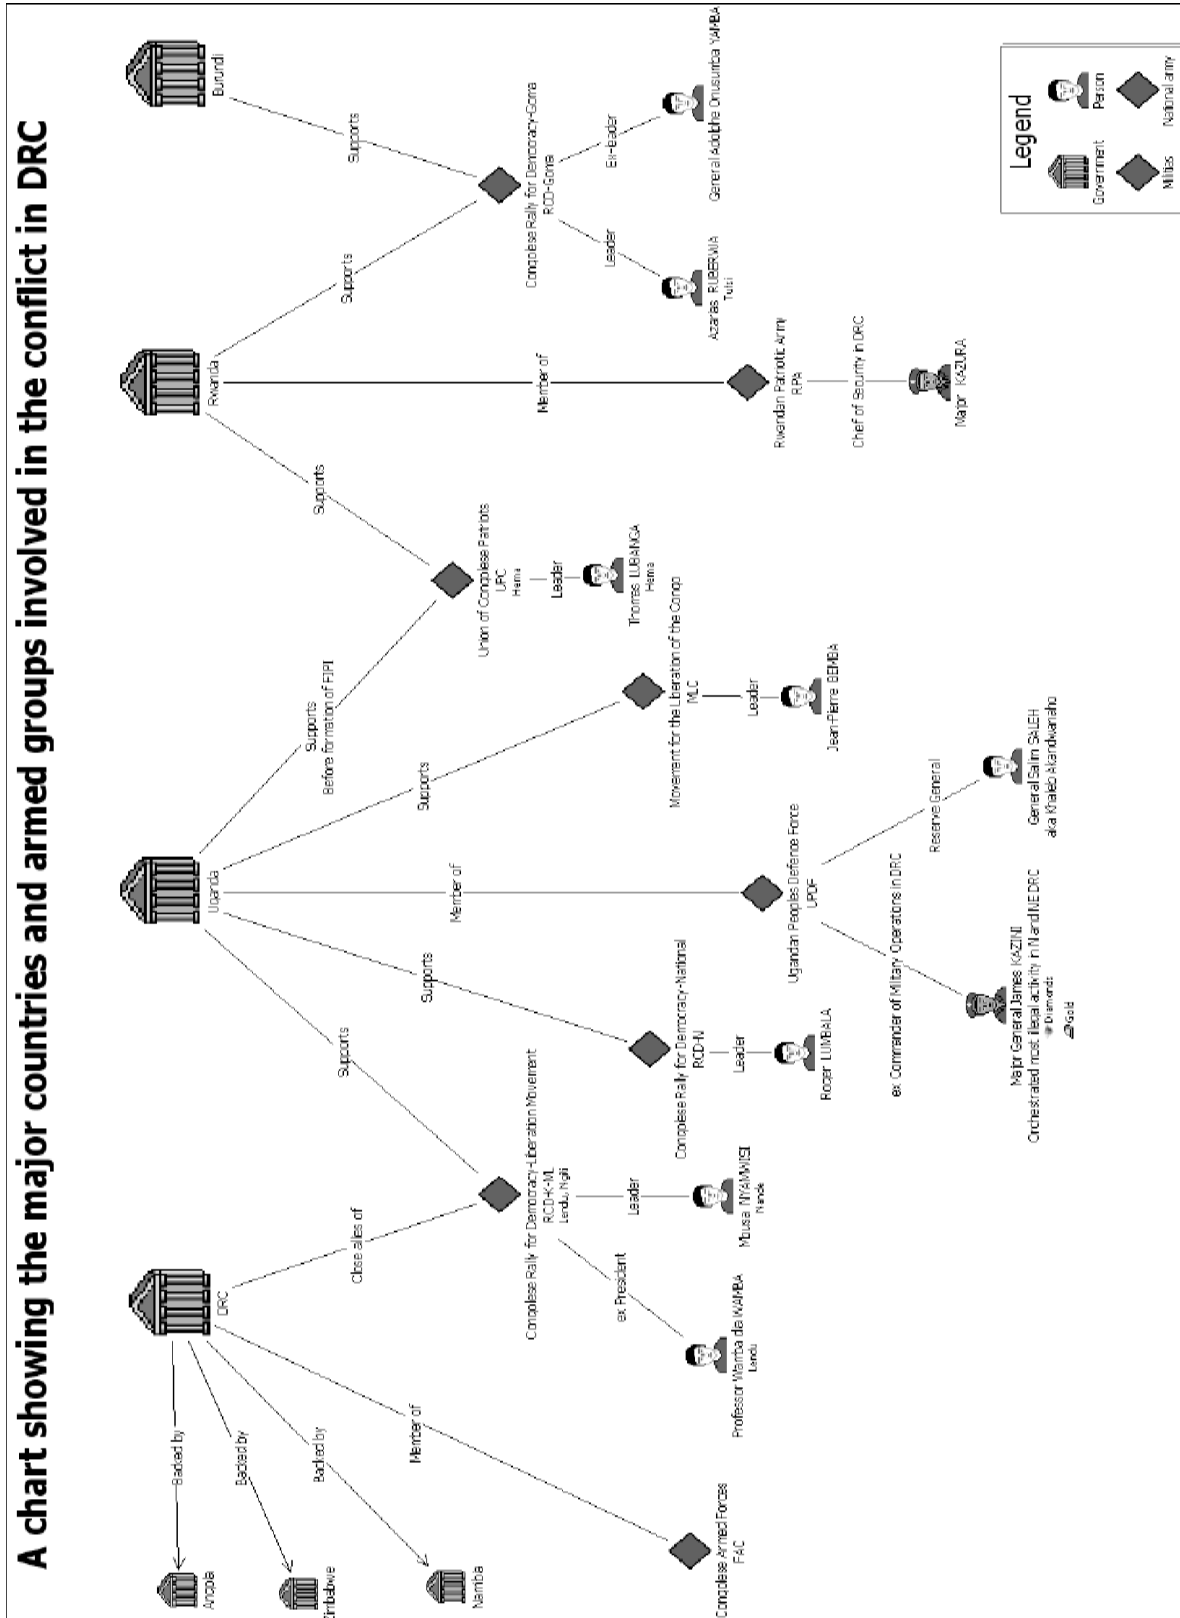 A chart showing the major countries and armed groups involved in the conflict in DRC
Angola
Zimbabwe
Namibia
Backed by
Backed by
Backed by
DRC
Member of
Congolese Armed Forces
FAC
Close allies of
Congolese Rally for Democracy-Liberation Movement
RCD-K-ML
Lendu, Ngiti
ex President
Professor Wamba dia WAMBA
Lendu
Leader
Mbusa NYAMWISI
Nande
Uganda
Supports
Supports
Congolese Rally for Democracy-National
RCD-N
Leader
Roger LUMBALA
Member of
Ugandan Peoples Defence Force
UPDF
ex Commander of Military Operations in DRC
Major General James KAZINI
Orchestrated most illegal activity in N and NE DRC
Diamonds
Gold
Reserve General
General Salim SALEH
aka Khaleb Akandwanaho
Supports
Movement for the Liberation of the Congo
MLC
Leader
Jean-Pierre BEMBA
Supports
Before formation of FIPI
Union of Congolese Patriots
UPC
Hema
Leader
Thomas LUBANGA
Hema
Rwanda
Supports
Member of
Rwandan Patriotic Army
RPA
Chief of Security in DRC
Major KAZURA
Supports
Burundi
Supports
Congolese Rally for Democracy-Goma
RCD-Goma
Leader
Azarias RUBERWA
Tutsi
Ex-leader
General Adolphe Onusumba YAMBA
Legend
Government
Person
Militias
National army